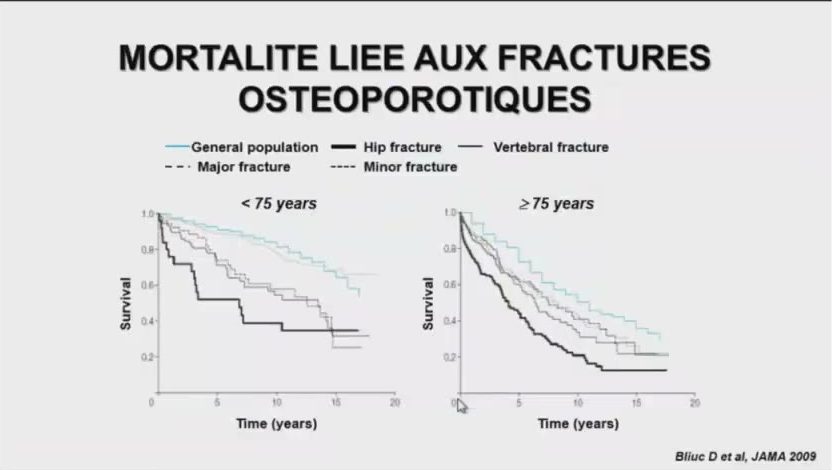 MORTALITE LIEE AUX FRACTURES
OSTEOPOROTIQUES
General population Hip fracture Vertebral fracture
Major fracture Minor fracture
< 75 years ≥ 75 years
1.0 1.0
0.8 0.8
0.6 0.6
0.4 0.4
0.2 0.2
Survival Survival
0 5 10 15 20 0 5 10 15 20
Time (years) Time (years)
Bliuc D et al, JAMA 2009